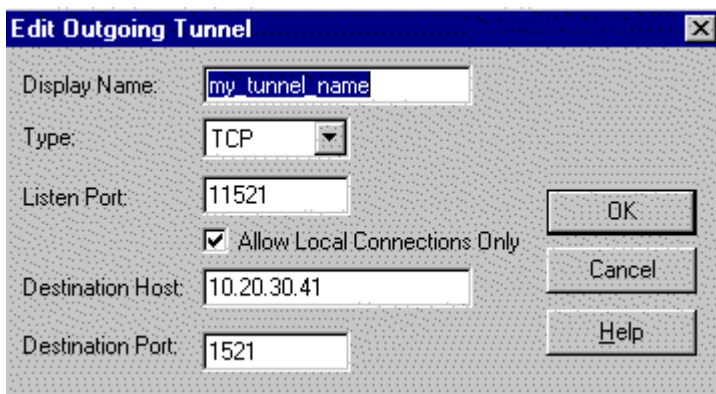 Edit Outgoing Tunnel
Display Name: my_tunnel_name
Type: TCP
Listen Port: 11521
Allow Local Connections Only
Destination Host: 10.20.30.41
Destination Port: 1521
OK
Cancel
Help